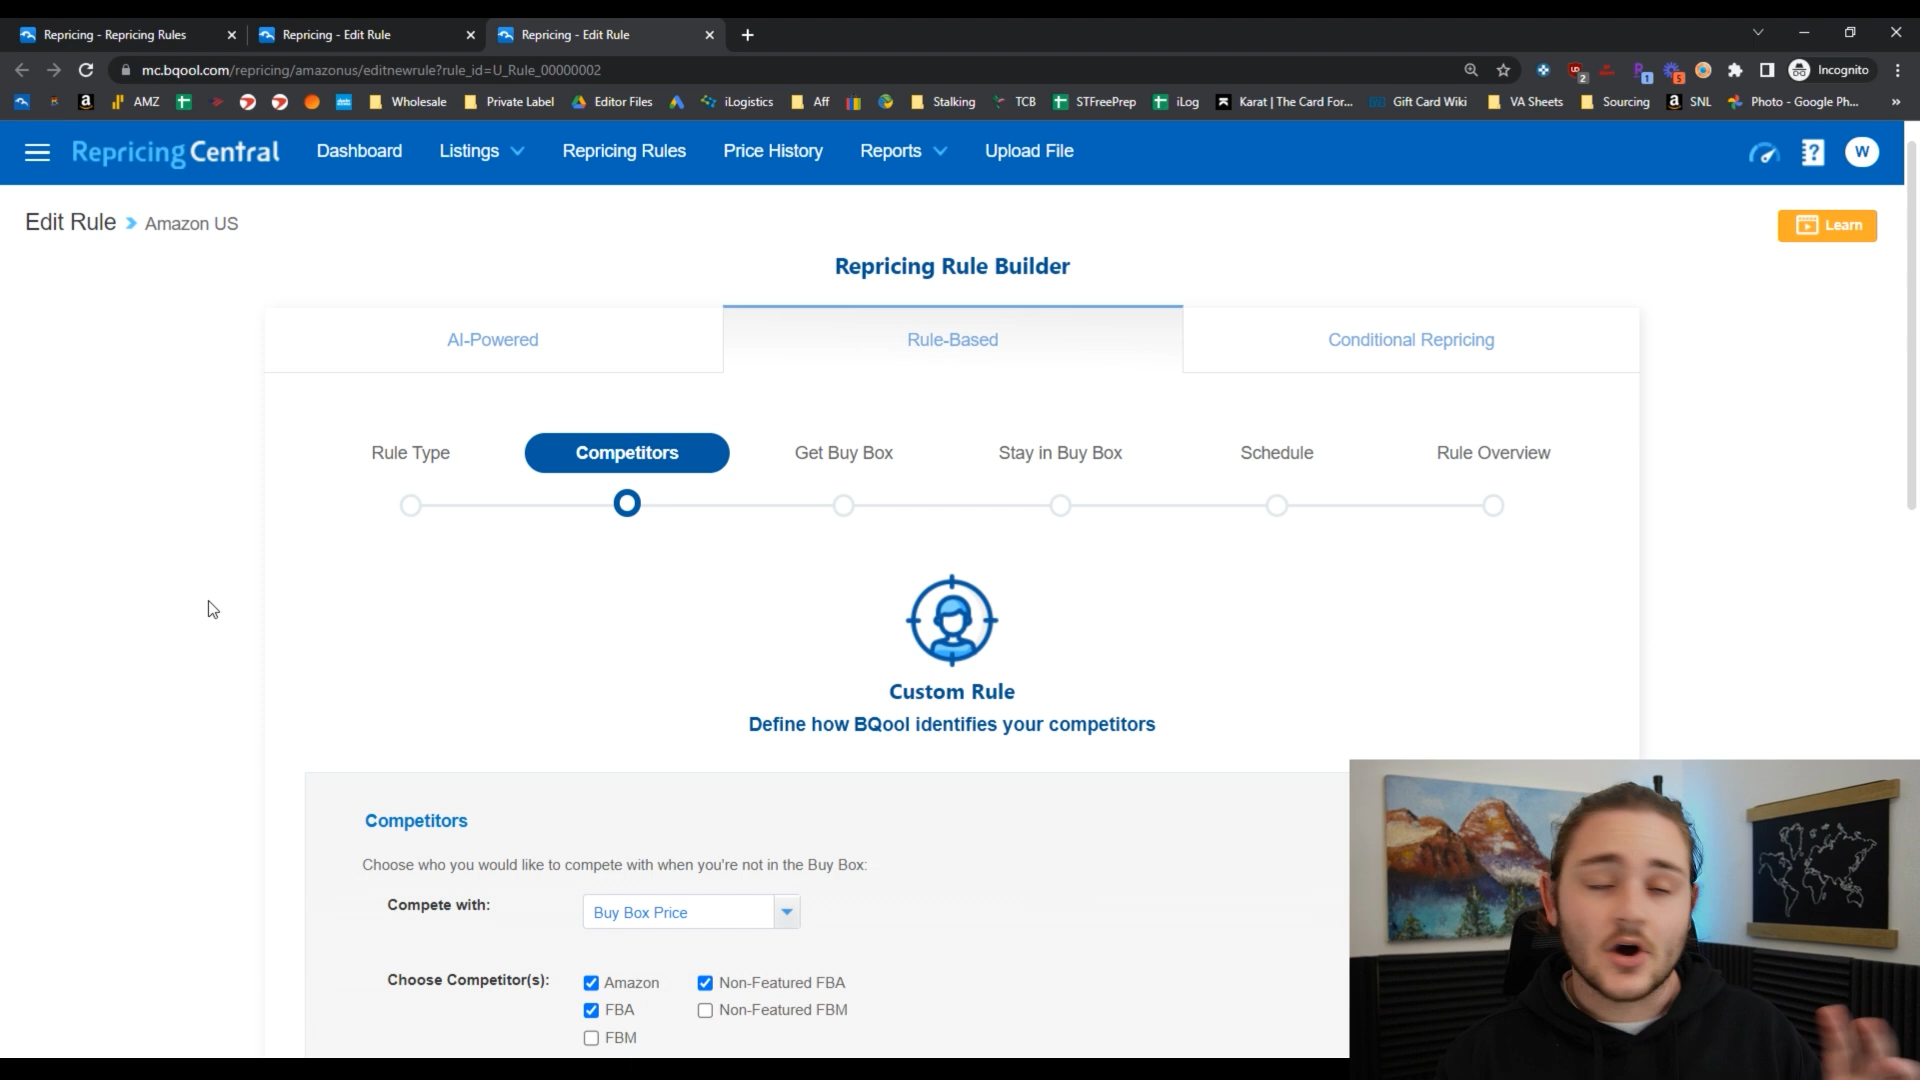 Repricing - Repricing Rules
Repricing - Edit Rule
Repricing - Edit Rule
mc.bqool.com/repricing/amazonus/editnewrule?rule_id=U_Rule_00000002
2
1
5
Incognito
AMZ
Wholesale
Private Label
Editor Files
iLogistics
Aff
Stalking
TCB
STFreePrep
iLog
Karat | The Card For...
Gift Card Wiki
VA Sheets
Sourcing
SNL
Photo - Google Ph...
»
Repricing Central
Dashboard
Listings
Repricing Rules
Price History
Reports
Upload File
?
W
Edit Rule
Amazon US
Learn
Repricing Rule Builder
AI-Powered
Rule-Based
Conditional Repricing
Rule Type
Competitors
Get Buy Box
Stay in Buy Box
Schedule
Rule Overview
Custom Rule
Define how BQool identifies your competitors
Competitors
Choose who you would like to compete with when you're not in the Buy Box:
Compete with:
Buy Box Price
Choose Competitor(s):
Amazon
Non-Featured FBA
FBA
Non-Featured FBM
FBM